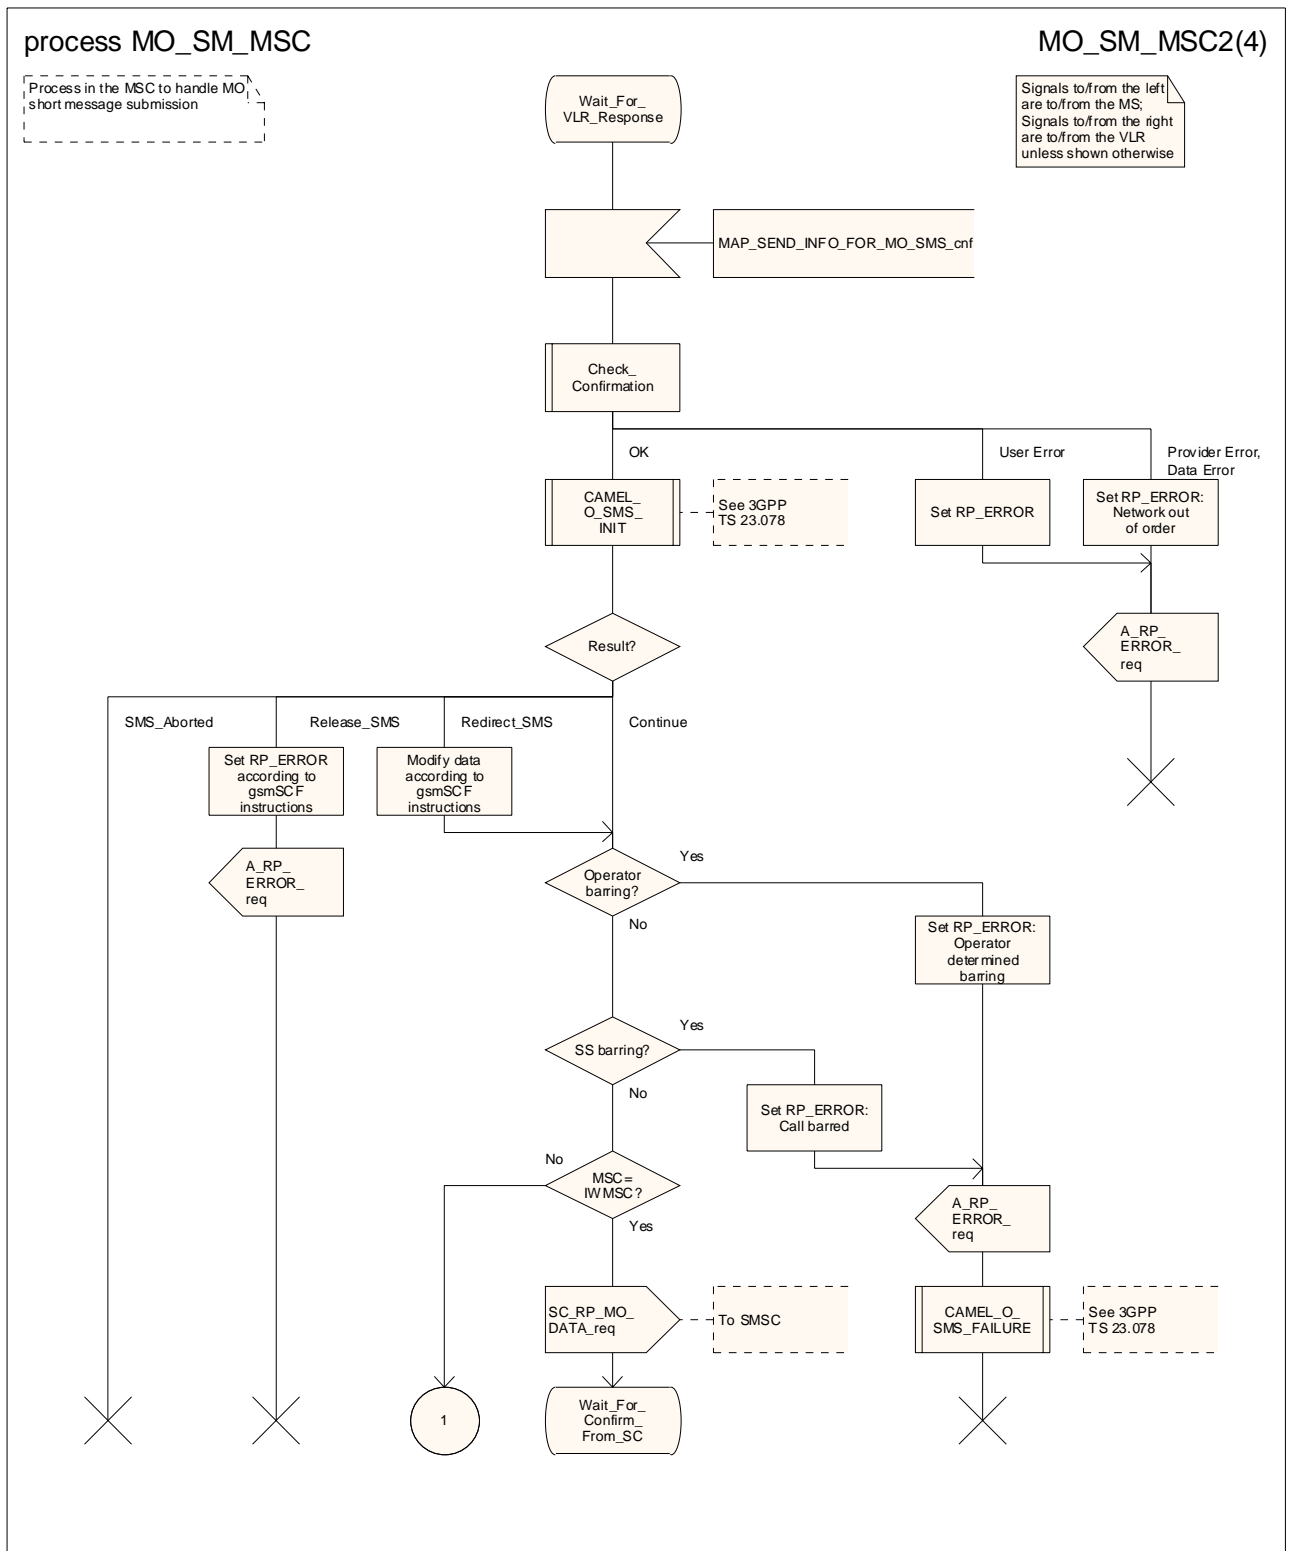 process MO_SM_MSC
MO_SM_MSC2(4)
Process in the MSC to handle MO
short message submission
Signals to/from the left
are to/from the MS;
Signals to/from the right
are to/from the VLR
unless shown otherwise
Wait_For_
VLR_Response
MAP_SEND_INFO_FOR_MO_SMS_cnf
Check_
Confirmation
OK
User Error
Provider Error,
Data Error
CAMEL_
O_SMS_
INIT
See 3GPP
TS 23.078
Set RP_ERROR
Set RP_ERROR:
Network out
of order
A_RP_
ERROR_
req
Result?
SMS_Aborted
Release_SMS
Redirect_SMS
Continue
Set RP_ERROR
according to
gsmSCF
instructions
Modify data
according to
gsmSCF
instructions
A_RP_
ERROR_
req
Operator
barring?
Yes
No
Set RP_ERROR:
Operator
determined
barring
SS barring?
Yes
No
Set RP_ERROR:
Call barred
MSC=
IWMSC?
No
Yes
A_RP_
ERROR_
req
SC_RP_MO_
DATA_req
To SMSC
CAMEL_O_
SMS_FAILURE
See 3GPP
TS 23.078
1
Wait_For_
Confirm_
From_SC